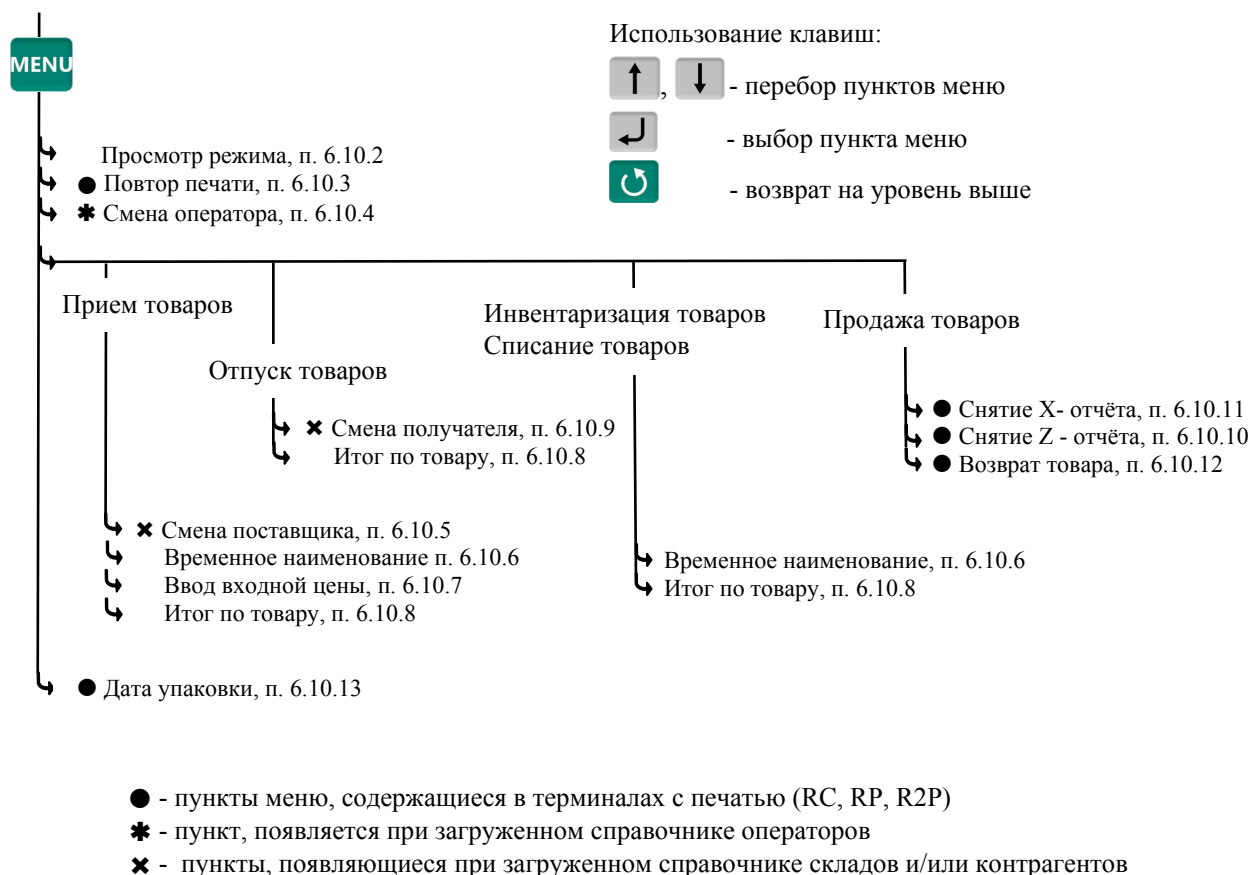 MENU
Использование клавиш:
↑, ↓ - перебор пунктов меню
↵ - выбор пункта меню
↺ - возврат на уровень выше
Просмотр режима, п. 6.10.2
● Повтор печати, п. 6.10.3
✱ Смена оператора, п. 6.10.4
Прием товаров
Отпуск товаров
Инвентаризация товаров
Списание товаров
Продажа товаров
✖ Смена получателя, п. 6.10.9
Итог по товару, п. 6.10.8
● Снятие X- отчёта, п. 6.10.11
● Снятие Z - отчёта, п. 6.10.10
● Возврат товара, п. 6.10.12
✖ Смена поставщика, п. 6.10.5
Временное наименование п. 6.10.6
Ввод входной цены, п. 6.10.7
Итог по товару, п. 6.10.8
Временное наименование, п. 6.10.6
Итог по товару, п. 6.10.8
● Дата упаковки, п. 6.10.13
● - пункты меню, содержащиеся в терминалах с печатью (RC, RP, R2P)
✱ - пункт, появляется при загруженном справочнике операторов
✖ - пункты, появляющиеся при загруженном справочнике складов и/или контрагентов